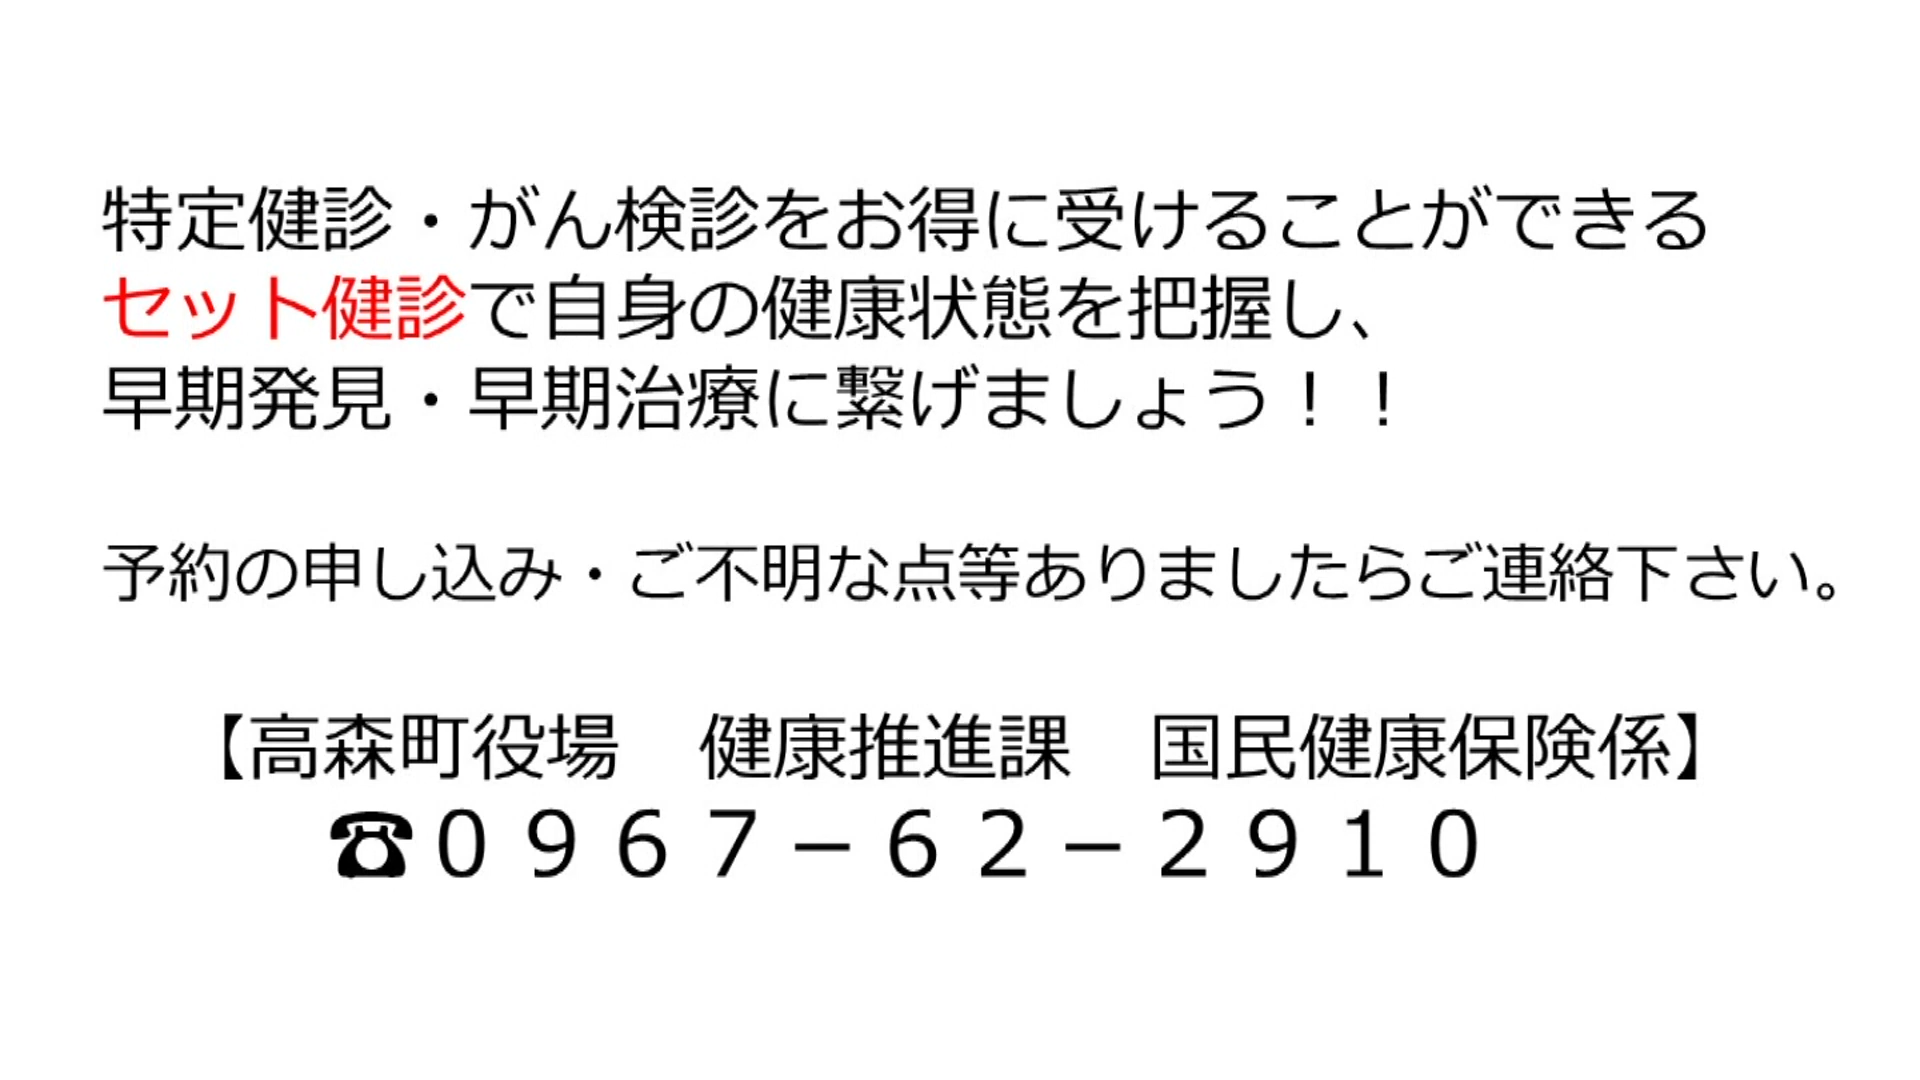 特定健診・がん検診をお得に受けることができる
セット健診で自身の健康状態を把握し、
早期発見・早期治療に繋げましょう！！
予約の申し込み・ご不明な点等ありましたらご連絡下さい。
【高森町役場　健康推進課　国民健康保険係】
☎０９６７－６２－２９１０